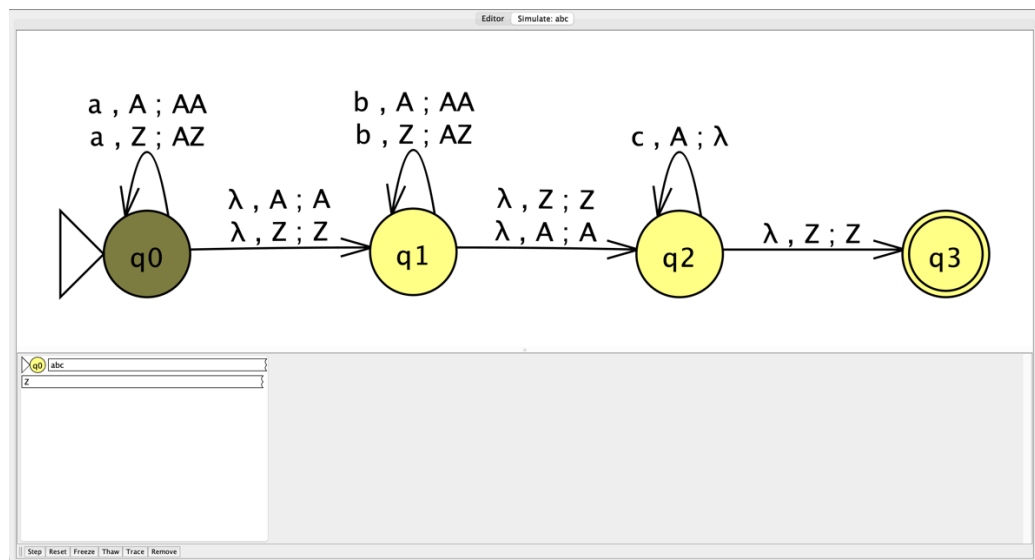 Editor Simulate: abc
a , A ; AA
a , Z ; AZ
b , A ; AA
b , Z ; AZ
c , A ; λ
λ , A ; A
λ , Z ; Z
λ , Z ; Z
λ , A ; A
λ , Z ; Z
q0
q1
q2
q3
q0 abc
Z
Step Reset Freeze Thaw Trace Remove